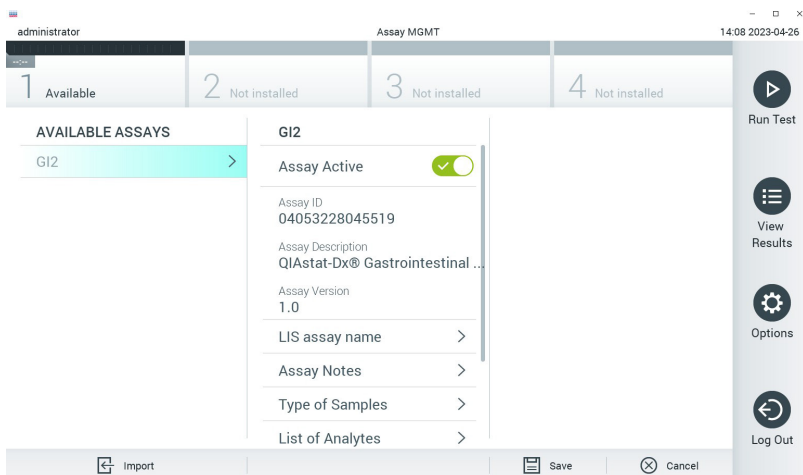 administrator Assay MGMT 14:08 2023-04-26
--:--
1 Available 2 Not installed 3 Not installed 4 Not installed
Run Test
AVAILABLE ASSAYS
GI2
GI2
Assay Active
Assay ID
04053228045519
Assay Description
QIAstat-Dx® Gastrointestinal ...
Assay Version
1.0
LIS assay name
Assay Notes
Type of Samples
List of Analytes
View
Results
Options
Log Out
Import Save Cancel